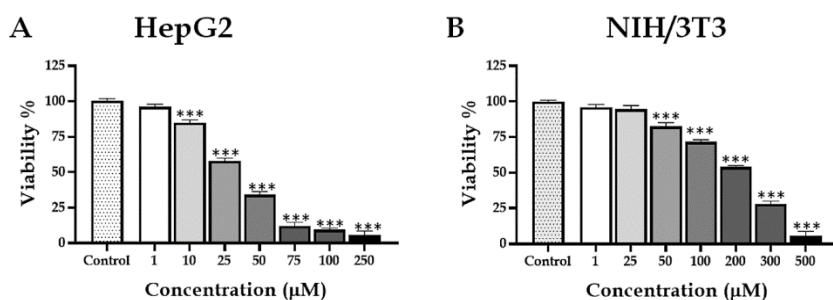 A HepG2
Viability %
125
100
75
50
25
0
***
***
***
***
***
***
Control 1 10 25 50 75 100 250
Concentration (µM)
B NIH/3T3
Viability %
125
100
75
50
25
0
***
***
***
***
***
Control 1 25 50 100 200 300 500
Concentration (µM)